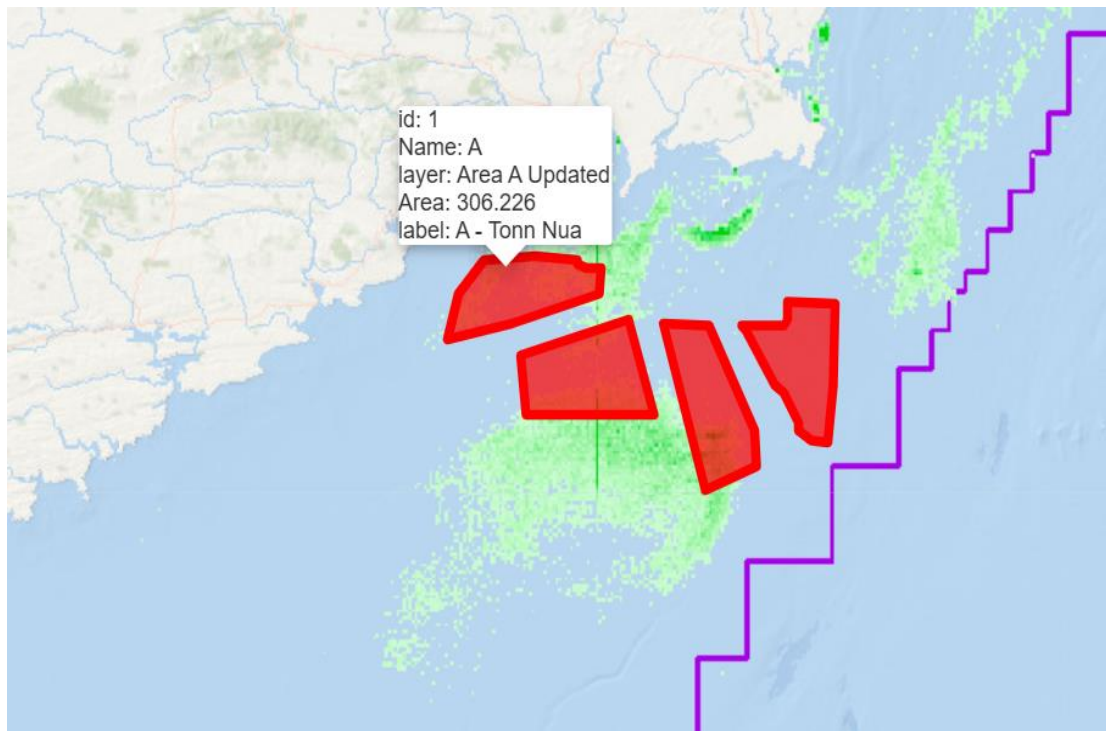 id: 1
Name: A
layer: Area A Updated
Area: 306.226
label: A - Tonn Nua